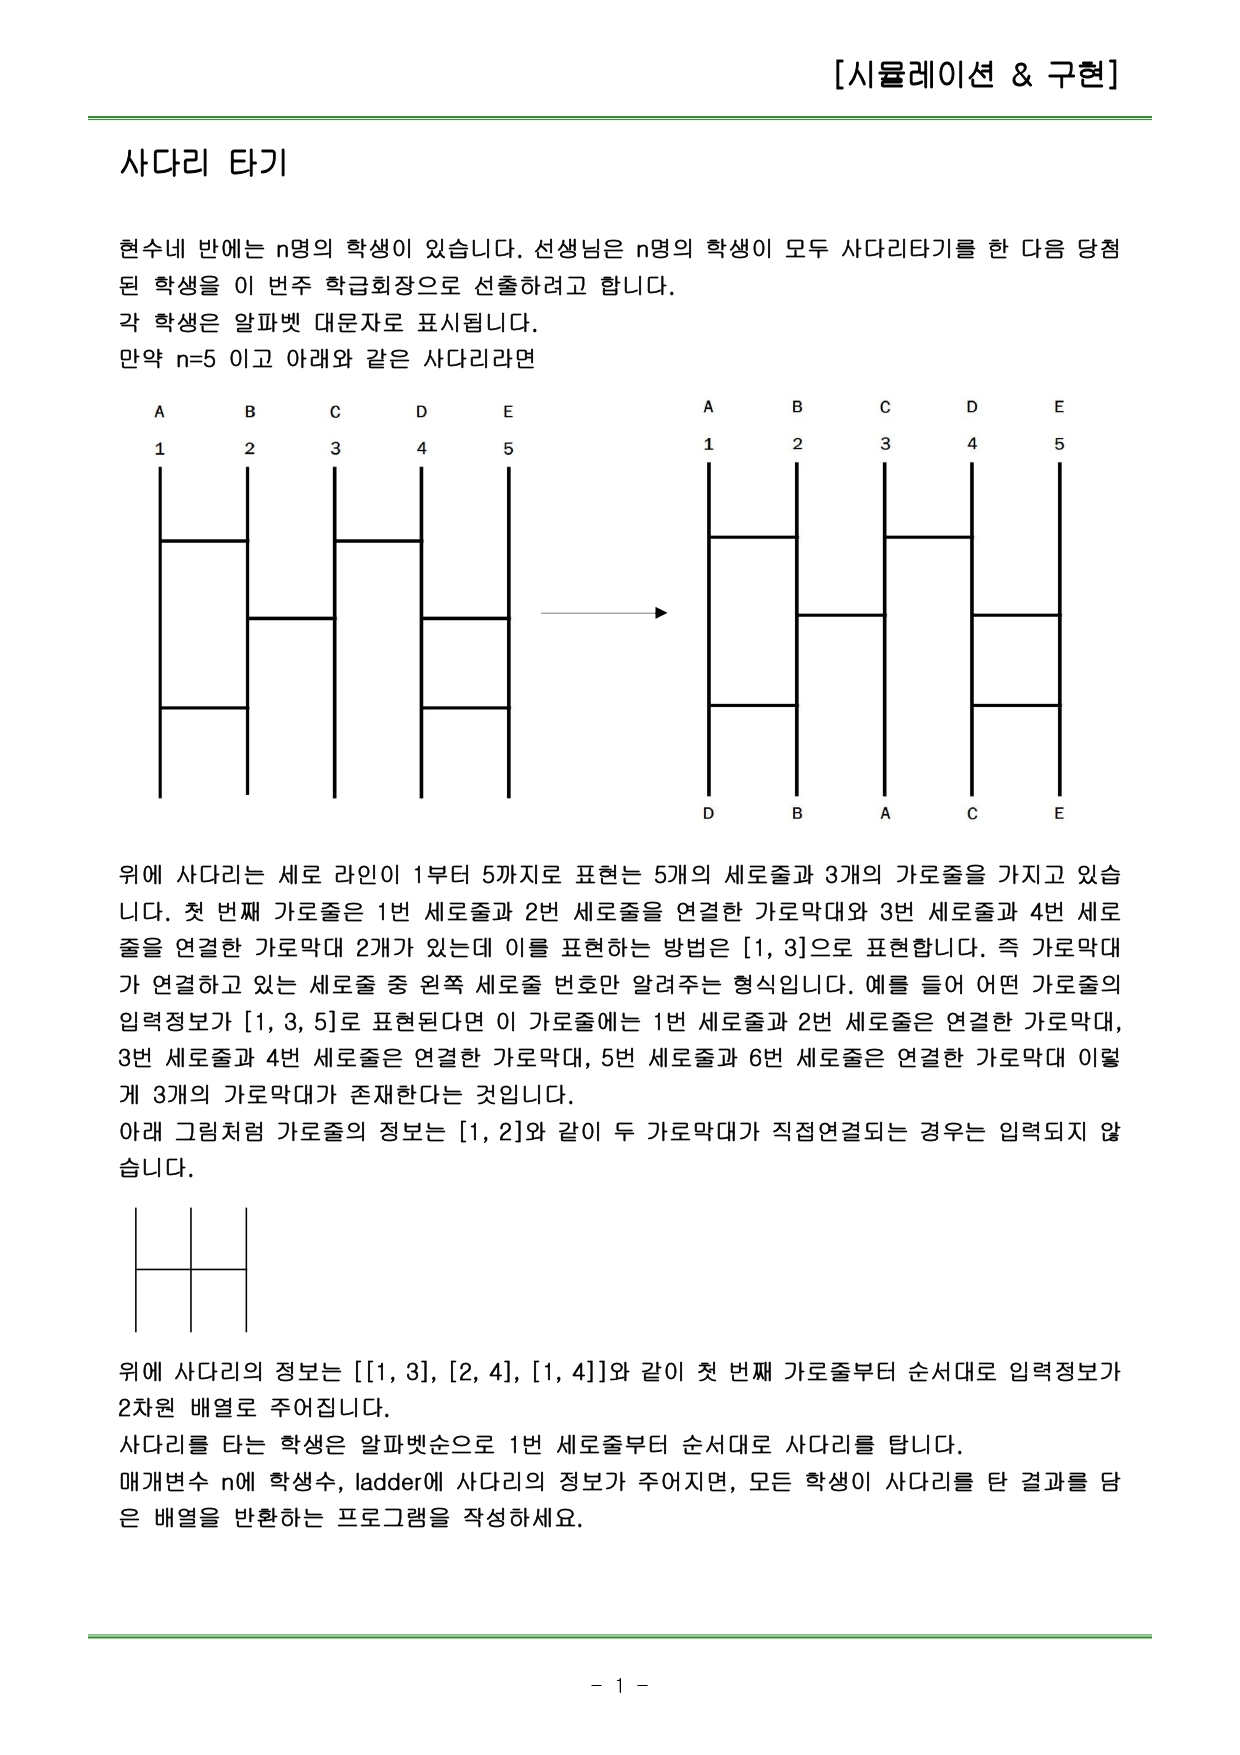 [시뮬레이션 & 구현]
사다리 타기
현수네 반에는 n명의 학생이 있습니다. 선생님은 n명의 학생이 모두 사다리타기를 한 다음 당첨
된 학생을 이 번주 학급회장으로 선출하려고 합니다.
각 학생은 알파벳 대문자로 표시됩니다.
만약 n=5 이고 아래와 같은 사다리라면
A B C D E
1 2 3 4 5
A B C D E
1 2 3 4 5
D B A C E
위에 사다리는 세로 라인이 1부터 5까지로 표현는 5개의 세로줄과 3개의 가로줄을 가지고 있습
니다. 첫 번째 가로줄은 1번 세로줄과 2번 세로줄을 연결한 가로막대와 3번 세로줄과 4번 세로
줄을 연결한 가로막대 2개가 있는데 이를 표현하는 방법은 [1, 3]으로 표현합니다. 즉 가로막대
가 연결하고 있는 세로줄 중 왼쪽 세로줄 번호만 알려주는 형식입니다. 예를 들어 어떤 가로줄의
입력정보가 [1, 3, 5]로 표현된다면 이 가로줄에는 1번 세로줄과 2번 세로줄은 연결한 가로막대,
3번 세로줄과 4번 세로줄은 연결한 가로막대, 5번 세로줄과 6번 세로줄은 연결한 가로막대 이렇
게 3개의 가로막대가 존재한다는 것입니다.
아래 그림처럼 가로줄의 정보는 [1, 2]와 같이 두 가로막대가 직접연결되는 경우는 입력되지 않
습니다.
위에 사다리의 정보는 [[1, 3], [2, 4], [1, 4]]와 같이 첫 번째 가로줄부터 순서대로 입력정보가
2차원 배열로 주어집니다.
사다리를 타는 학생은 알파벳순으로 1번 세로줄부터 순서대로 사다리를 탑니다.
매개변수 n에 학생수, ladder에 사다리의 정보가 주어지면, 모든 학생이 사다리를 탄 결과를 담
은 배열을 반환하는 프로그램을 작성하세요.
- 1 -